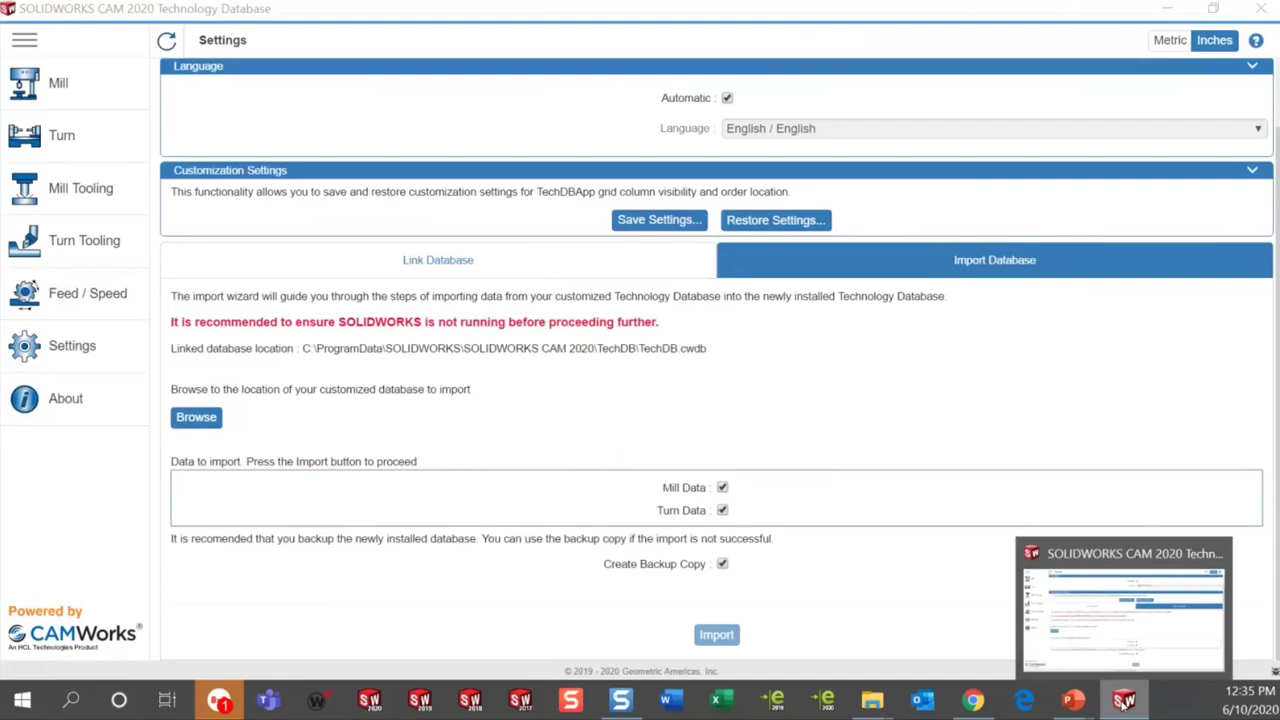 SOLIDWORKS CAM 2020 Technology Database
Settings
Metric
Inches
Mill
Turn
Mill Tooling
Turn Tooling
Feed / Speed
Settings
About
Language
Automatic :
Language :
English / English
Customization Settings
This functionality allows you to save and restore customization settings for TechDBApp grid column visibility and order location.
Save Settings...
Restore Settings...
Link Database
Import Database
The import wizard will guide you through the steps of importing data from your customized Technology Database into the newly installed Technology Database.
It is recommended to ensure SOLIDWORKS is not running before proceeding further.
Linked database location : C:\ProgramData\SOLIDWORKS\SOLIDWORKS CAM 2020\TechDB\TechDB.cwdb
Browse to the location of your customized database to import
Browse
Data to import. Press the Import button to proceed
Mill Data :
Turn Data :
It is recomended that you backup the newly installed database. You can use the backup copy if the import is not successful.
Create Backup Copy :
SOLIDWORKS CAM 2020 Techn...
Import
Powered by
CAMWorks®
An HCL Technologies Product
© 2019 - 2020 Geometric Americas, Inc.
12:35 PM
6/10/2020